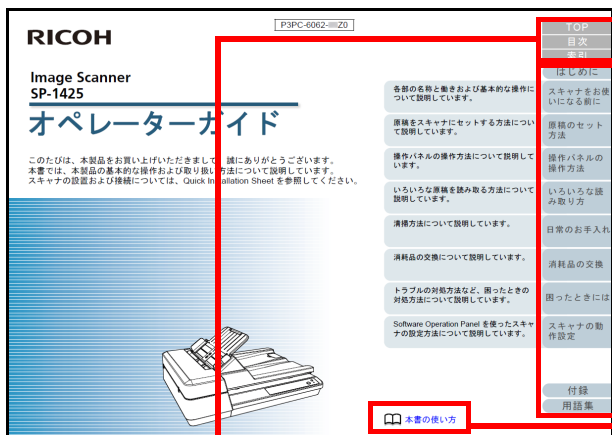 P3PC-6062-Z0
RICOH
Image Scanner
SP-1425
オペレーターガイド
このたびは、本製品をお買い上げいただきまして、誠にありがとうございます。
本書では、本製品の基本的な操作および取り扱い方法について説明しています。
スキャナの設置および接続については、Quick Installation Sheet を参照してください。
TOP
目次
索引
はじめに
各部の名称と働きおよび基本的な操作に
ついて説明しています。
スキャナをお使
いになる前に
原稿をスキャナにセットする方法につい
て説明しています。
原稿のセット
方法
操作パネルの操作方法について説明して
います。
操作パネルの
操作方法
いろいろな原稿を読み取る方法について
説明しています。
いろいろな読
み取り方
清掃方法について説明しています。
日常のお手入れ
消耗品の交換について説明しています。
消耗品の交換
トラブルの対処方法など、困ったときの
対処方法について説明しています。
困ったときには
Software Operation Panel を使ったスキャ
ナの設定方法について説明しています。
スキャナの動
作設定
付録
用語集
本書の使い方